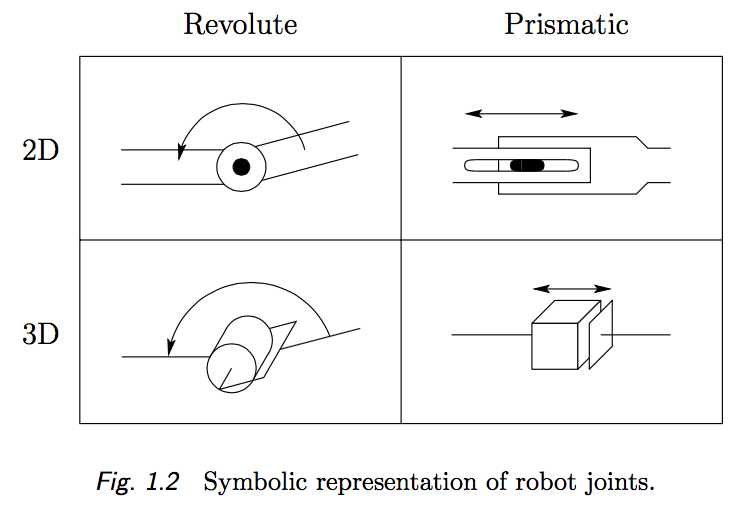 Revolute Prismatic
2D
3D
Fig. 1.2 Symbolic representation of robot joints.